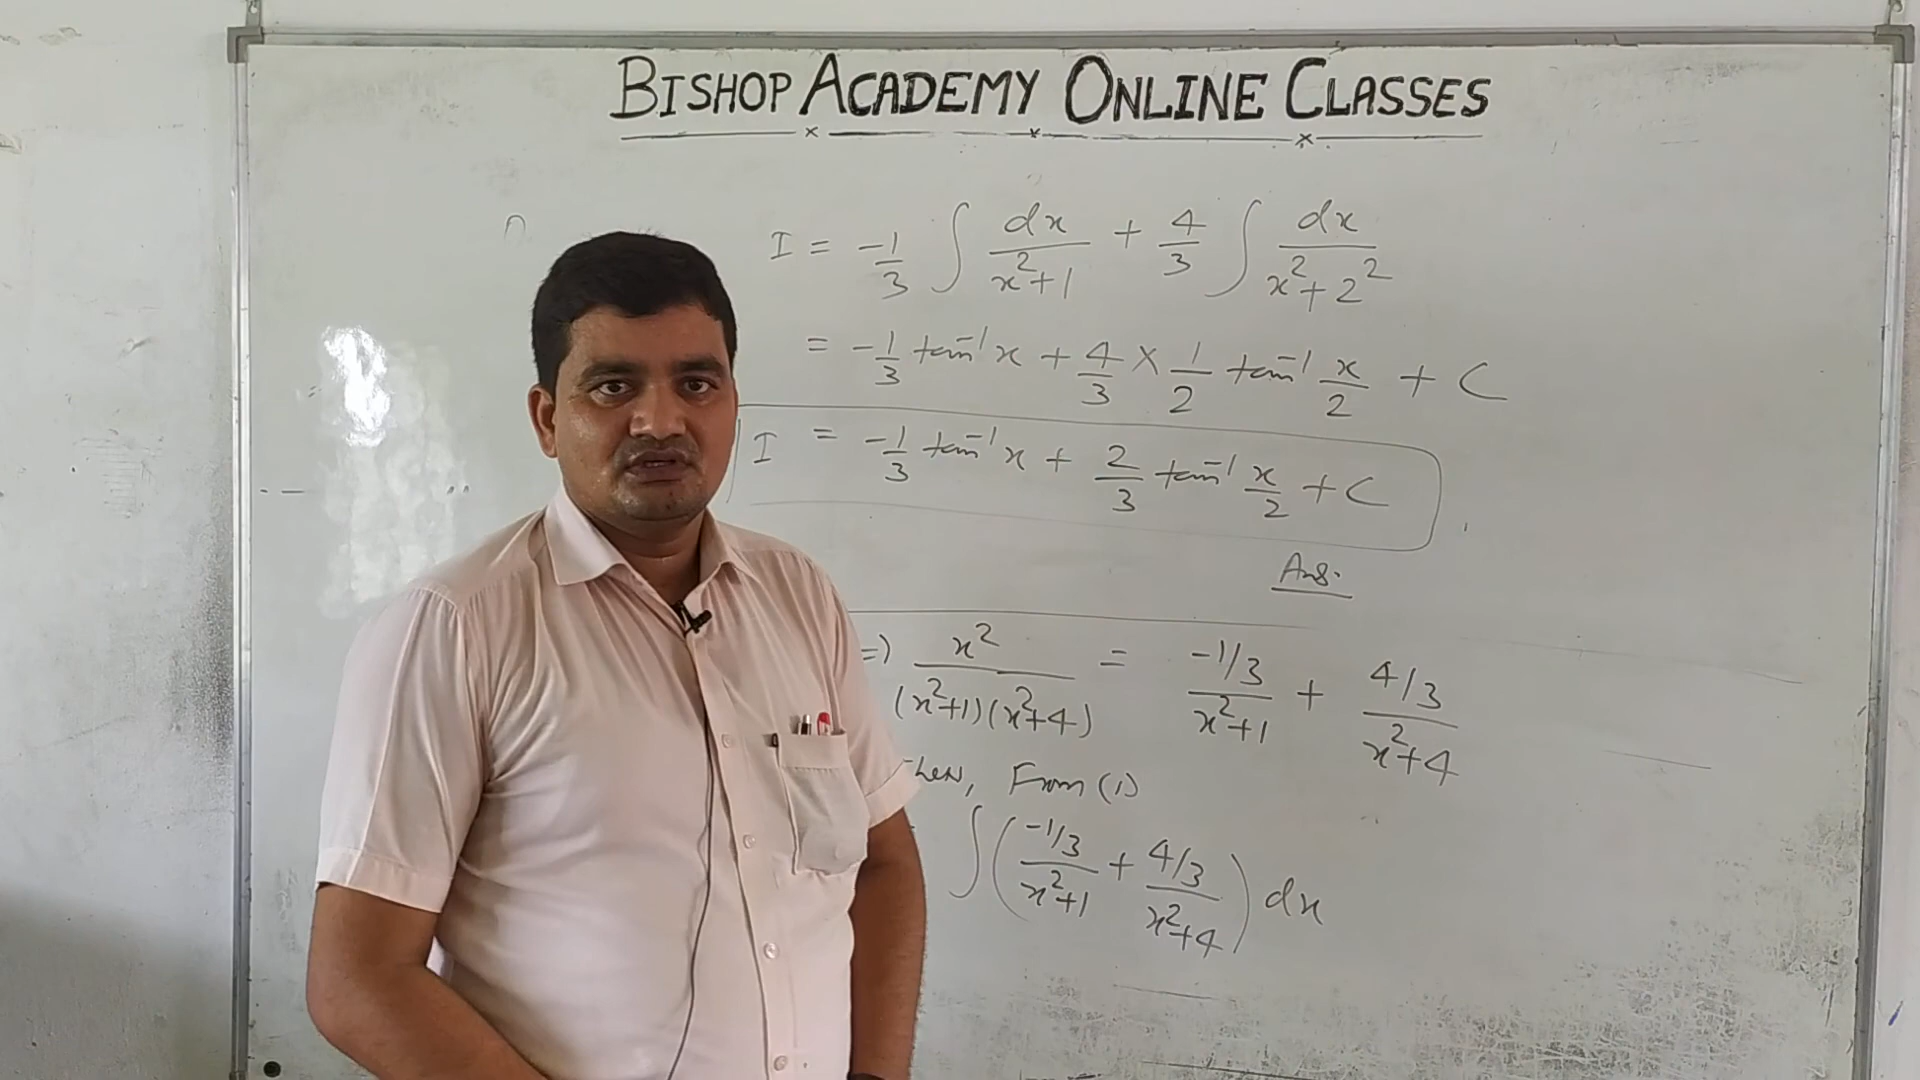 BISHOP ACADEMY ONLINE CLASSES
I = -1/3 ∫ dx/(x²+1) + 4/3 ∫ dx/(x²+2²)
= -1/3 tan⁻¹ x + 4/3 × 1/2 tan⁻¹ x/2 + C
I = -1/3 tan⁻¹ x + 2/3 tan⁻¹ x/2 + C
Ans.
=) x²/((x²+1)(x²+4)) = (-1/3)/(x²+1) + (4/3)/(x²+4)
From (1)
∫ ((-1/3)/(x²+1) + (4/3)/(x²+4)) dx